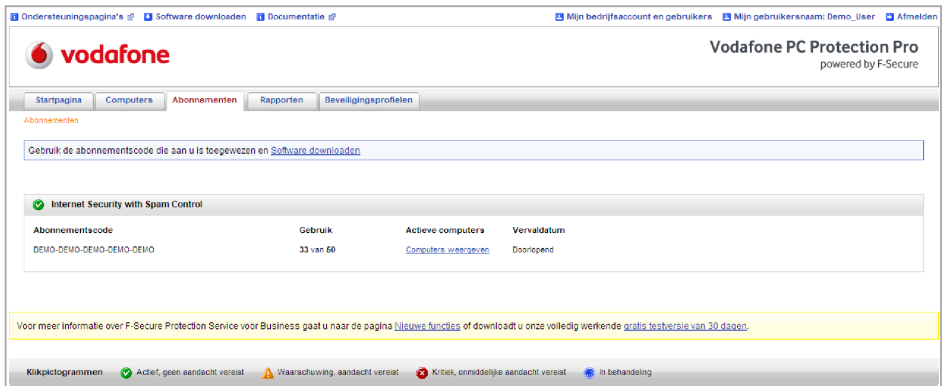 Ondersteuningspagina's Software downloaden Documentatie Mijn bedrijfsaccount en gebruikers Mijn gebruikersnaam: Demo_User Afmelden
vodafone
Vodafone PC Protection Pro
powered by F-Secure
Startpagina Computers Abonnementen Rapporten Beveiligingsprofielen
Abonnementen
Gebruik de abonnementscode die aan u is toegewezen en Software downloaden
Internet Security with Spam Control
Abonnementscode Gebruik Actieve computers Vervaldatum
DEMO-DEMO-DEMO-DEMO-DEMO 33 van 50 Computers weergeven Doorlopend
Voor meer informatie over F-Secure Protection Service voor Business gaat u naar de pagina Nieuwe functies of downloadt u onze volledig werkende gratis testversie van 30 dagen.
Klikpictogrammen Actief, geen aandacht vereist Waarschuwing, aandacht vereist Kritiek, onmiddellijke aandacht vereist In behandeling